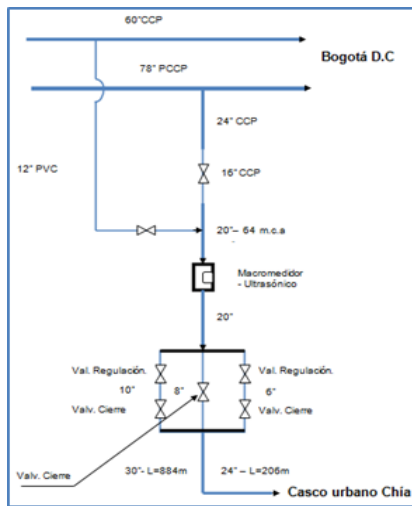 60"CCP
Bogotá D.C
78" PCCP
24" CCP
12" PVC
16" CCP
20"– 64 m.c.a
Macromedidor
- Ultrasónico
20"
Val. Regulación.
Val. Regulación.
10"
8"
6"
Valv. Cierre
Valv. Cierre
Valv. Cierre
30"- L=884m
24" – L=206m
Casco urbano Chía